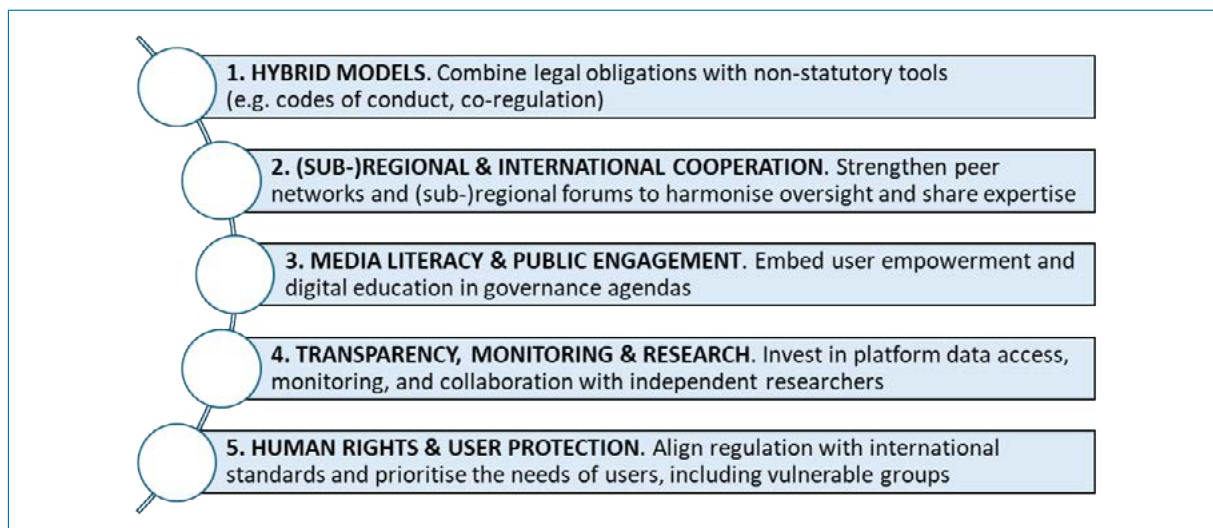 1. HYBRID MODELS. Combine legal obligations with non-statutory tools
(e.g. codes of conduct, co-regulation)
2. (SUB-)REGIONAL & INTERNATIONAL COOPERATION. Strengthen peer
networks and (sub-)regional forums to harmonise oversight and share expertise
3. MEDIA LITERACY & PUBLIC ENGAGEMENT. Embed user empowerment and
digital education in governance agendas
4. TRANSPARENCY, MONITORING & RESEARCH. Invest in platform data access,
monitoring, and collaboration with independent researchers
5. HUMAN RIGHTS & USER PROTECTION. Align regulation with international
standards and prioritise the needs of users, including vulnerable groups